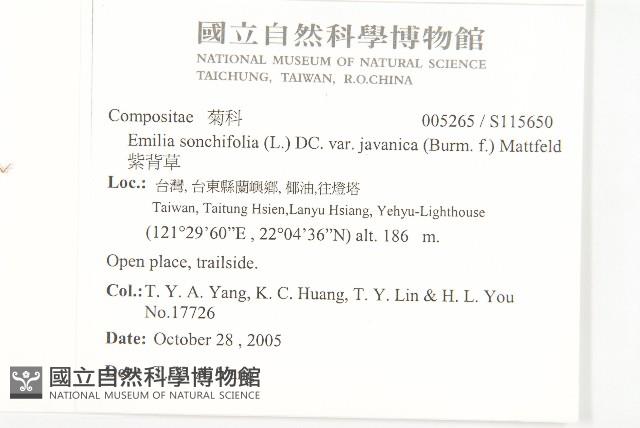 國立自然科學博物館
NATIONAL MUSEUM OF NATURAL SCIENCE
TAICHUNG, TAIWAN, R.O.CHINA
Compositae 菊科 005265 / S115650
Emilia sonchifolia (L.) DC. var. javanica (Burm. f.) Mattfeld
紫背草
Loc.: 台灣, 台東縣蘭嶼鄉, 椰油,往燈塔
Taiwan, Taitung Hsien,Lanyu Hsiang, Yehyu-Lighthouse
(121°29'60"E , 22°04'36"N) alt. 186 m.
Open place, trailside.
Col.: T. Y. A. Yang, K. C. Huang, T. Y. Lin & H. L. You
No.17726
Date: October 28 , 2005
國立自然科學博物館
NATIONAL MUSEUM OF NATURAL SCIENCE